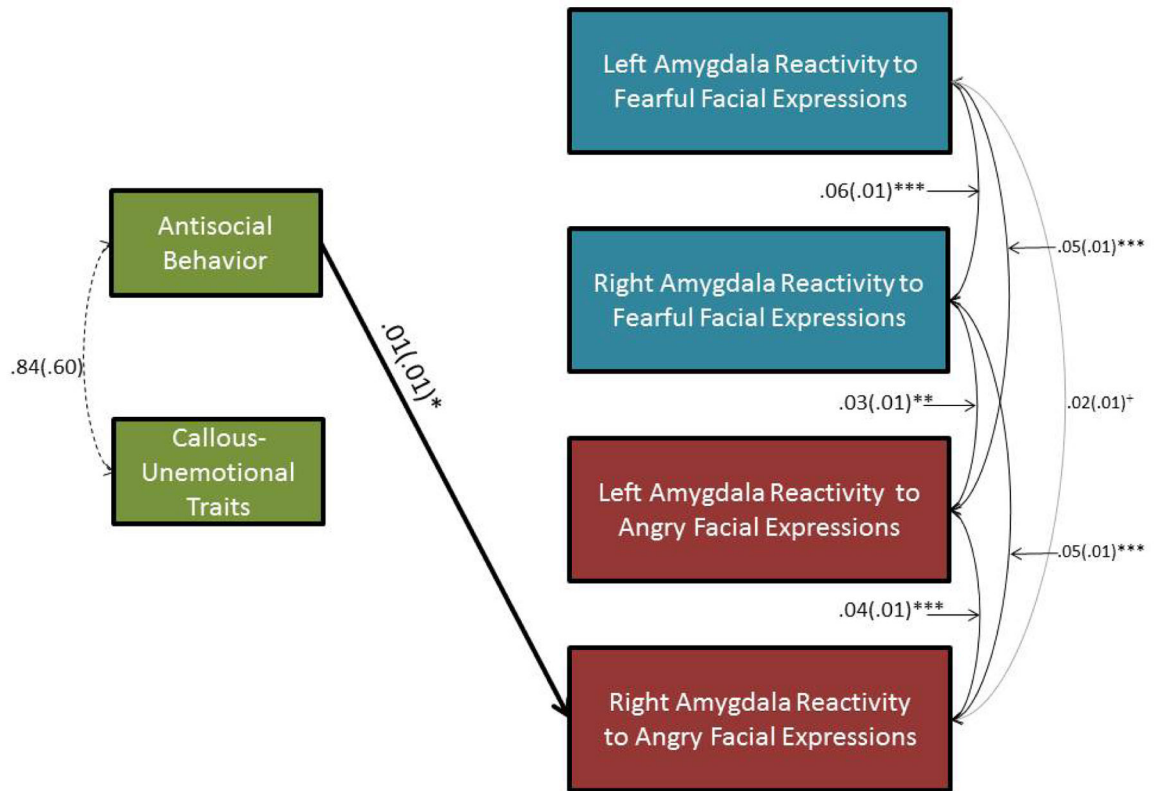 Left Amygdala Reactivity to
Fearful Facial Expressions
.06(.01)***
Antisocial
Behavior
.05(.01)***
Right Amygdala Reactivity to
Fearful Facial Expressions
.01(.01)*
.84(.60)
.03(.01)**
.02(.01)+
Callous-
Unemotional
Traits
Left Amygdala Reactivity to
Angry Facial Expressions
.05(.01)***
.04(.01)***
Right Amygdala Reactivity
to Angry Facial Expressions